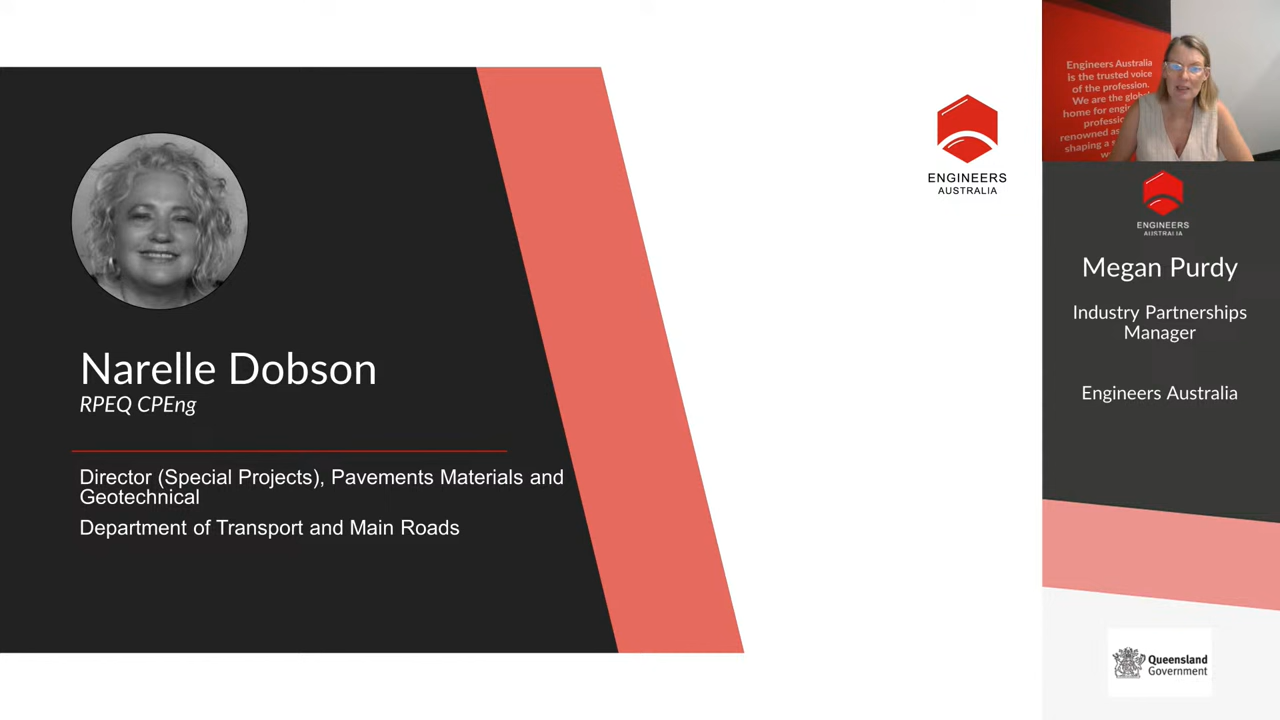 Narelle Dobson
RPEQ CPEng
Director (Special Projects), Pavements Materials and
Geotechnical
Department of Transport and Main Roads
ENGINEERS
AUSTRALIA
Engineers Australia
is the trusted voice
of the profession.
We are the global
home for
renowned as
shaping a
ENGINEERS
AUSTRALIA
Megan Purdy
Industry Partnerships
Manager
Engineers Australia
Queensland
Government